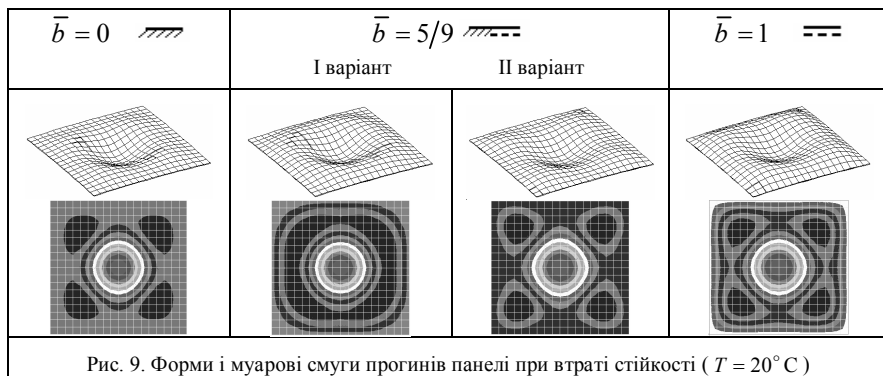 b̅ = 0
b̅ = 5/9
b̅ = 1
I варіант II варіант
Рис. 9. Форми і муарові смуги прогинів панелі при втраті стійкості ( T = 20° C )